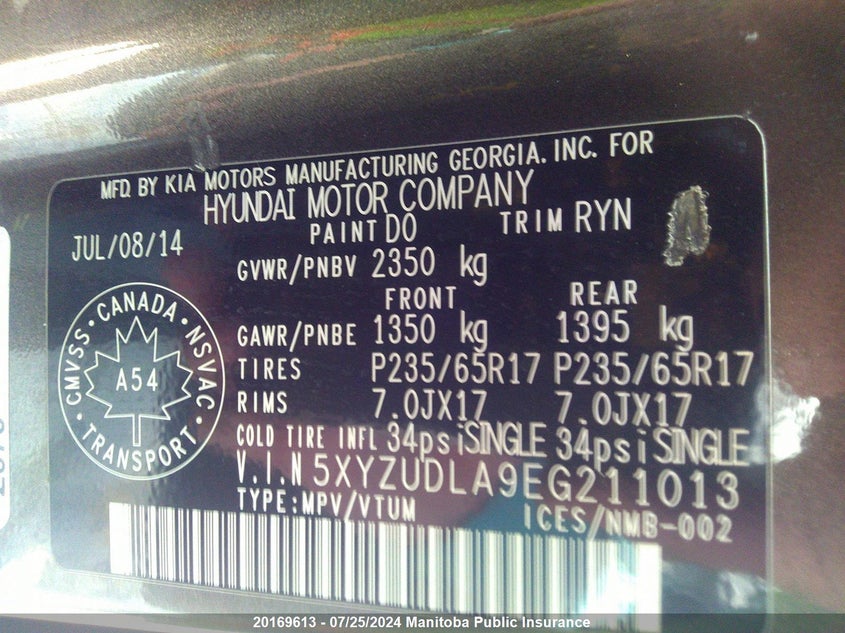 MFD. BY KIA MOTORS MANUFACTURING GEORGIA. INC. FOR
HYUNDAI MOTOR COMPANY
JUL/08/14
PAINT DO TRIM RYN
GVWR/PNBV 2350 kg
FRONT REAR
GAWR/PNBE 1350 kg 1395 kg
TIRES P235/65R17 P235/65R17
RIMS 7.0JX17 7.0JX17
COLD TIRE INFL 34psiSINGLE 34psiSINGLE
V.I.N 5XYZUDLA9EG211013
TYPE:MPV/VTUM ICES/NMB-002
CMVSS • CANADA • NSVAC • TRANSPORT •
A54
20169613 - 07/25/2024 Manitoba Public Insurance